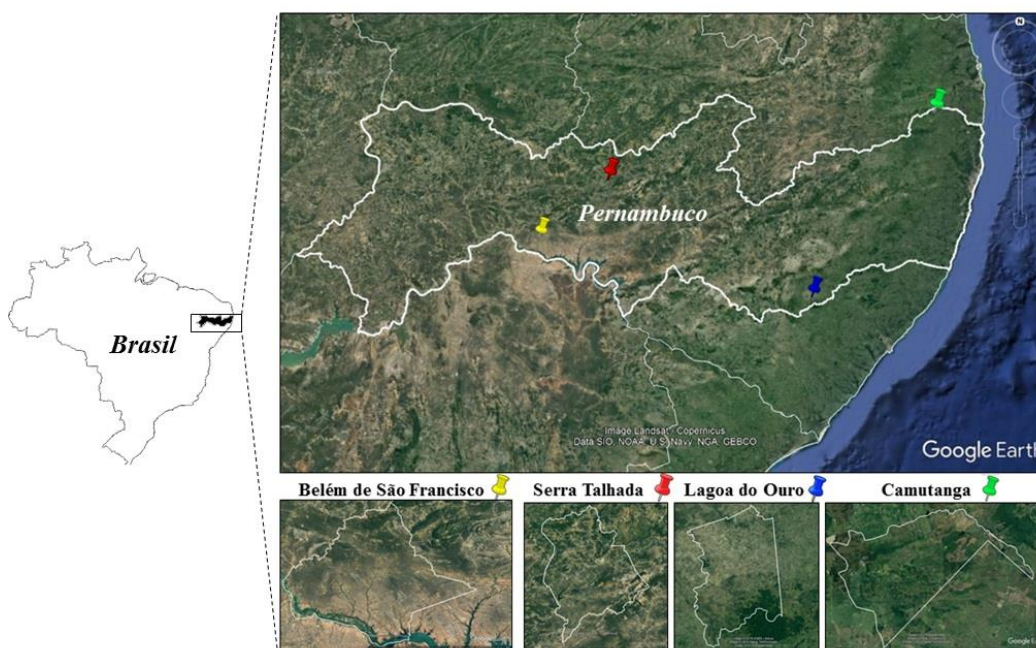 Brasil
Pernambuco
Image Landsat / Copernicus
Data SIO, NOAA, U.S. Navy, NGA, GEBCO
Google Earth
Belém de São Francisco
Serra Talhada
Lagoa do Ouro
Camutanga